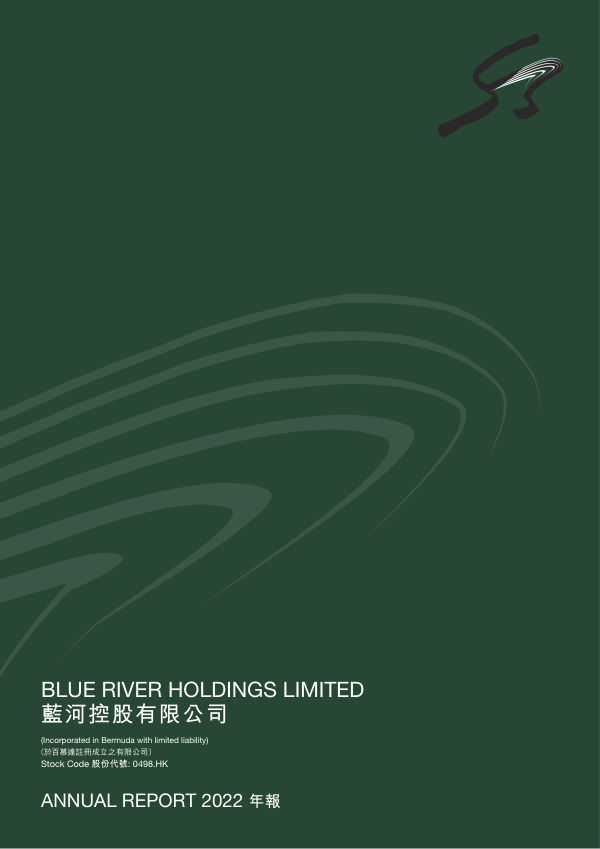 BLUE RIVER HOLDINGS LIMITED
藍河控股有限公司
(Incorporated in Bermuda with limited liability)
(於百慕達註冊成立之有限公司)
Stock Code 股份代號: 0498.HK
ANNUAL REPORT 2022 年報